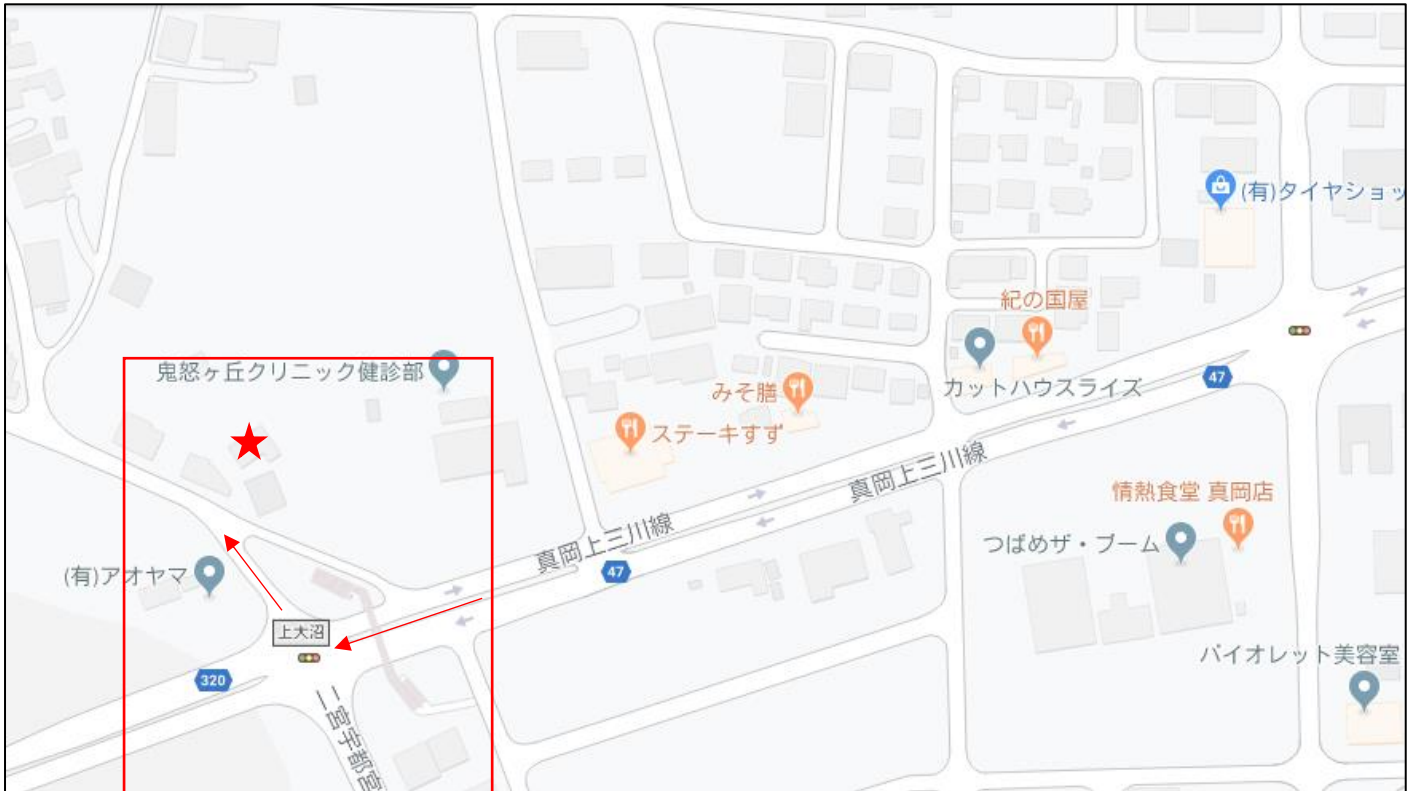 (有)タイヤショッ
紀の国屋
鬼怒ヶ丘クリニック健診部
みそ膳
カットハウスライズ
47
ステーキすず
真岡上三川線
情熱食堂 真岡店
真岡上三川線
つばめザ・ブーム
47
(有)アオヤマ
上大沼
バイオレット美容室
320
二宮宇都宮